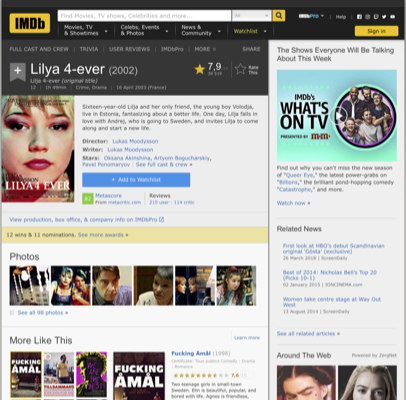 IMDb
Find Movies, TV shows, Celebrities and more...
All
IMDbPro
Help
Movies, TV
& Showtimes
Celebs, Events
& Photos
News &
Community
Watchlist
Sign in
FULL CAST AND CREW | TRIVIA | USER REVIEWS | IMDbPro | MORE
SHARE
Lilya 4-ever (2002)
Lilja 4-ever (original title)
12 | 1h 49min | Crime, Drama | 16 April 2003
7,9
Rate
This
LILYA 4 EVER
Sixteen-year-old Lilya and her only friend, the young boy Volodja,
live in Estonia, fantasizing about a better life. One day, Lilja falls in
love with Andrej, who is going to Sweden, and invites Lilja to
come along and start a new life.
Director: Lukas Moodysson
Writer: Lukas Moodysson
Stars: Oksana Akinshina, Artyom Bogucharskiy,
Pavel Ponomaryov | See full cast & crew »
+ Add to Watchlist
82
Metascore
From metacritic.com
Reviews
215 user | 114 critic
View production, box office, & company info on IMDbPro
12 wins & 11 nominations. See more awards »
Photos
See all 98 photos »
More Like This
Learn more
FUCKING
ÅMÅL
TILLSAMMANS
FUCKING
ÅMÅL
Fucking Åmål (1998)
Comedy | Drama
Romance
7,6
Two teenage girls in small-town
Sweden. Elin is beautiful, popular, and
bored with life. Agnes is friendless,
The Shows Everyone Will Be Talking
About This Week
IMDb's
WHAT'S
ON TV
PRESENTED BY m&m's
Find out why you can't miss the new season
of "Queer Eye," the latest power-grabs on
"Billions," the brilliant pond-hopping comedy
"Catastrophe," and more.
Watch now »
Related News
First look at HBO's debut Scandinavian
original 'Gösta' (exclusive)
26 March 2018 | ScreenDaily
Best of 2014: Nicholas Bell's Top 20
(Picks 10-1)
02 January 2015 | IONCINEMA.com
Women take centre stage at Way Out
West
13 August 2014 | ScreenDaily
See all related articles »
Around The Web
Powered by ZergNet